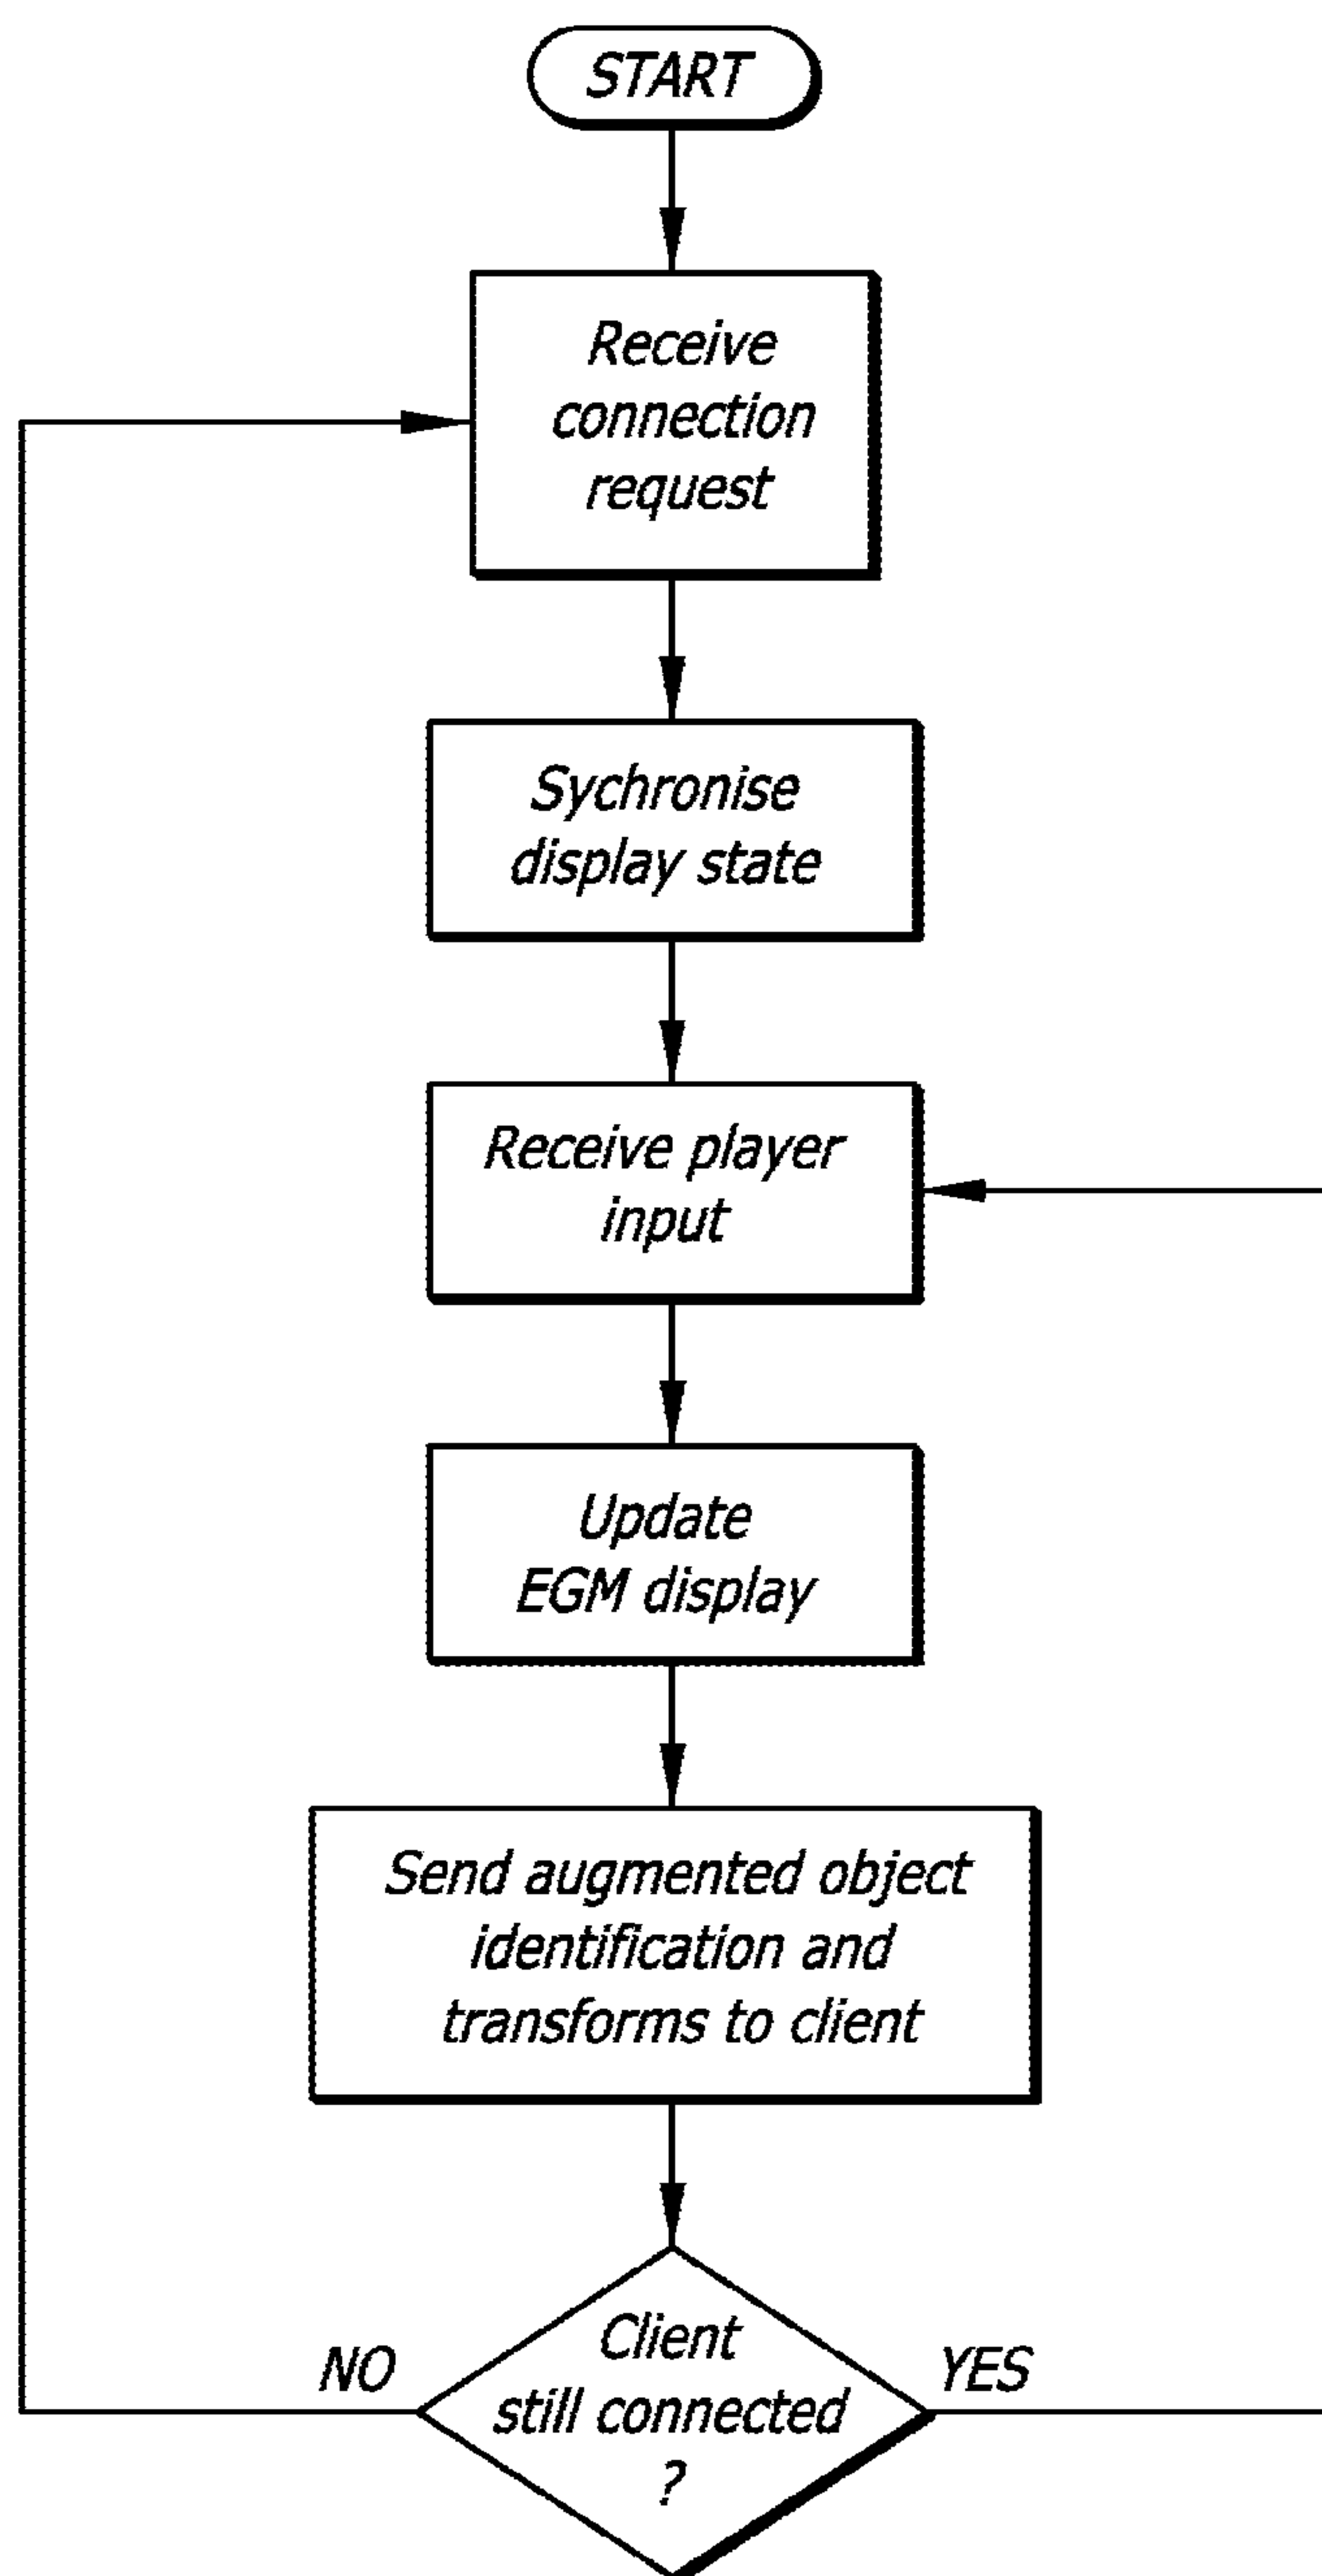 START
Receive
connection
request
Sychronise
display state
Receive player
input
Update
EGM display
Send augmented object
identification and
transforms to client
Client
still connected
?
NO
YES